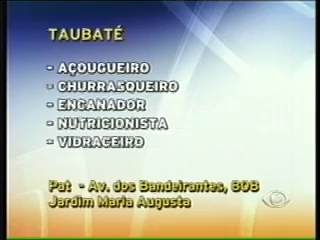 TAUBATÉ
- AÇOUGUEIRO
- CHURRASQUEIRO
- ENCANADOR
- NUTRICIONISTA
- VIDRACEIRO
Pat - Av. dos Bandeirantes, 808
Jardim Maria Augusta